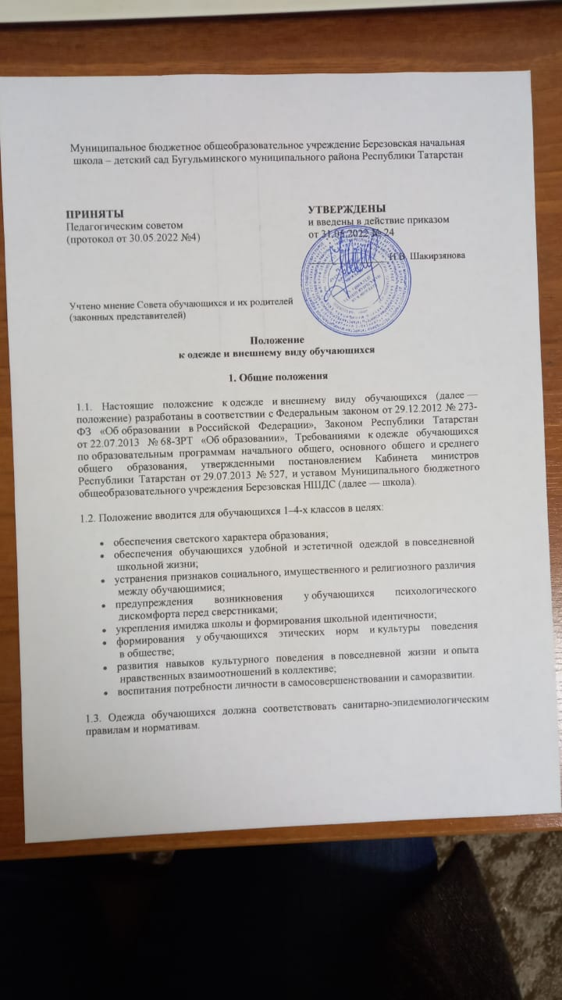 Муниципальное бюджетное общеобразовательное учреждение Березовская начальная
школа – детский сад Бугульминского муниципального района Республики Татарстан
ПРИНЯТЫ
Педагогическим советом
(протокол от 30.05.2022 №4)
УТВЕРЖДЕНЫ
и введены в действие приказом
от 31.05.2022 № 24
Н.В. Шакирзянова
Учтено мнение Совета обучающихся и их родителей
(законных представителей)
Положение
к одежде и внешнему виду обучающихся
1. Общие положения
1.1. Настоящие положение к одежде и внешнему виду обучающихся (далее —
положение) разработаны в соответствии с Федеральным законом от 29.12.2012 № 273-
ФЗ «Об образовании в Российской Федерации», Законом Республики Татарстан
от 22.07.2013 № 68-ЗРТ «Об образовании», Требованиями к одежде обучающихся
по образовательным программам начального общего, основного общего и среднего
общего образования, утвержденными постановлением Кабинета министров
Республики Татарстан от 29.07.2013 № 527, и уставом Муниципального бюджетного
общеобразовательного учреждения Березовская НШДС (далее — школа).
1.2. Положение вводится для обучающихся 1–4-х классов в целях:
• обеспечения светского характера образования;
• обеспечения обучающихся удобной и эстетичной одеждой в повседневной
школьной жизни;
• устранения признаков социального, имущественного и религиозного различия
между обучающимися;
• предупреждения возникновения у обучающихся психологического
дискомфорта перед сверстниками;
• укрепления имиджа школы и формирования школьной идентичности;
• формирования у обучающихся этических норм и культуры поведения
в обществе;
• развития навыков культурного поведения в повседневной жизни и опыта
нравственных взаимоотношений в коллективе;
• воспитания потребности личности в самосовершенствовании и саморазвитии.
1.3. Одежда обучающихся должна соответствовать санитарно-эпидемиологическим
правилам и нормативам.